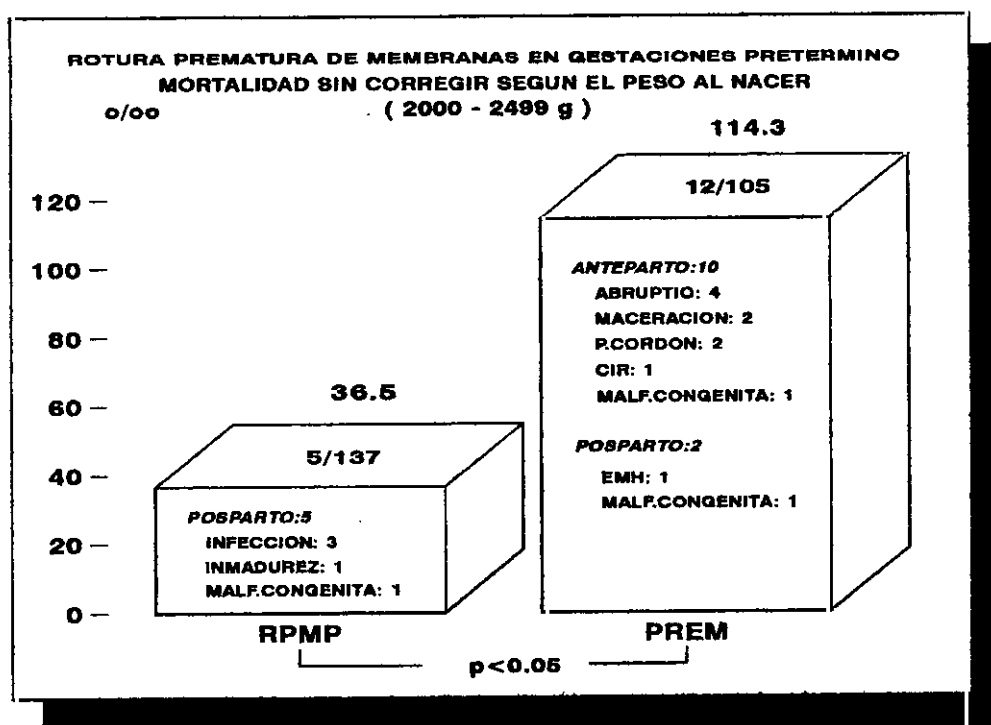 ROTURA PREMATURA DE MEMBRANAS EN GESTACIONES PRETERMINO
MORTALIDAD SIN CORREGIR SEGUN EL PESO AL NACER
o/oo
( 2000 - 2499 g )
114.3
12/105
120
100
80
60
40
20
0
ANTEPARTO:10
ABRUPTIO: 4
MACERACION: 2
P.CORDON: 2
CIR: 1
MALF.CONGENITA: 1
POSPARTO:2
EMH: 1
MALF.CONGENITA: 1
36.5
5/137
POSPARTO:5
INFECCION: 3
INMADUREZ: 1
MALF.CONGENITA: 1
RPMP
PREM
p<0.05